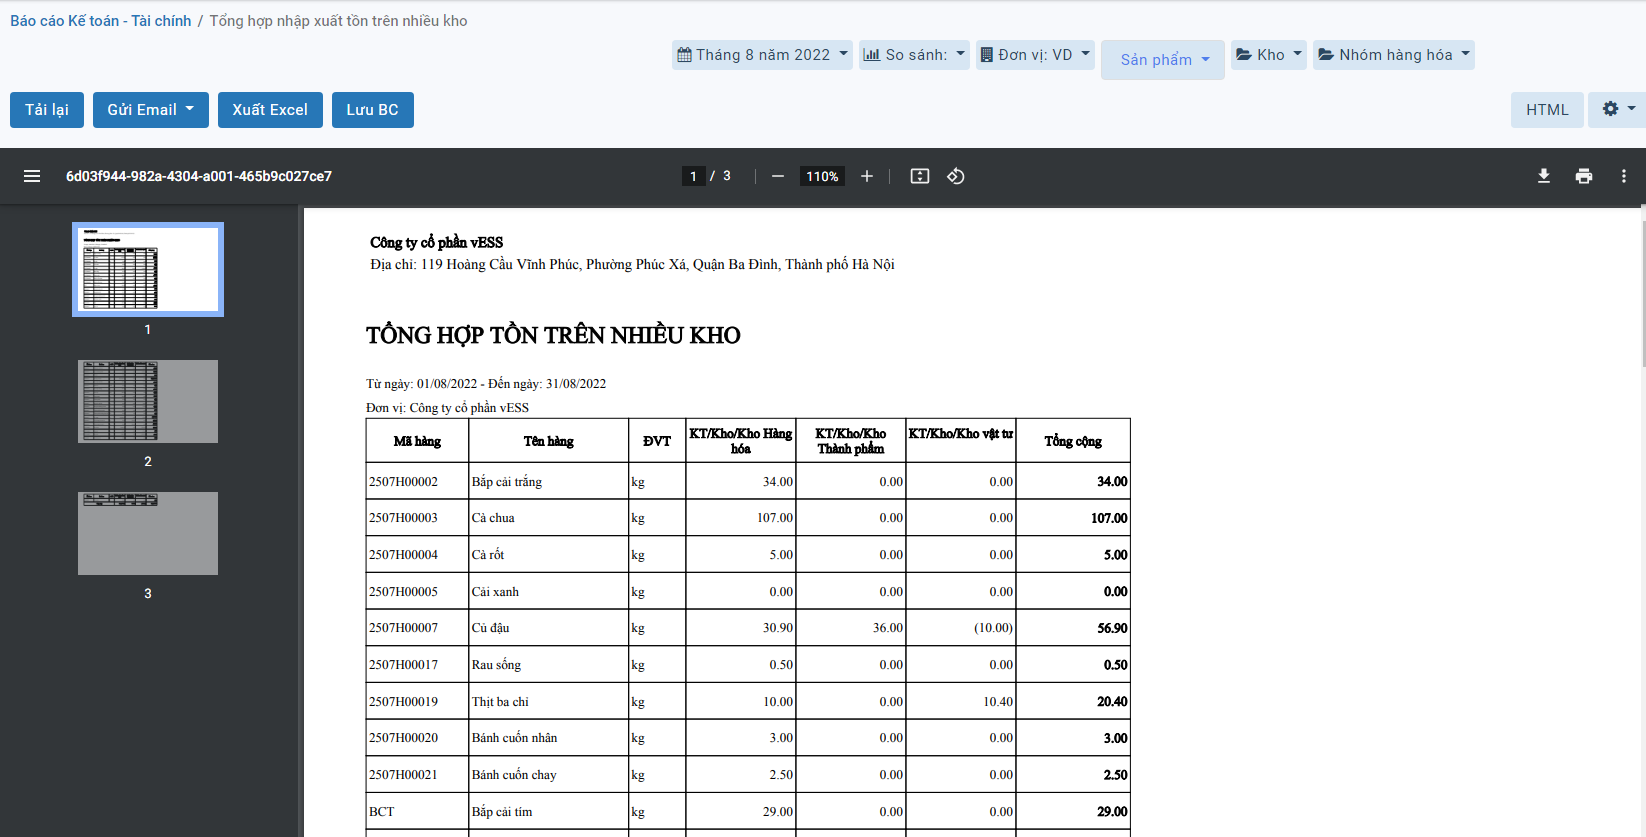 Báo cáo Kế toán - Tài chính / Tổng hợp nhập xuất tồn trên nhiều kho
Tháng 8 năm 2022 So sánh: Đơn vị: VD Sản phẩm Kho Nhóm hàng hóa
Tải lại Gửi Email Xuất Excel Lưu BC HTML
6d03f944-982a-4304-a001-465b9c027ce7 1 / 3 110%
1
2
3
Công ty cổ phần vESS
Địa chỉ: 119 Hoàng Cầu Vĩnh Phúc, Phường Phúc Xá, Quận Ba Đình, Thành phố Hà Nội
TỔNG HỢP TỒN TRÊN NHIỀU KHO
Từ ngày: 01/08/2022 - Đến ngày: 31/08/2022
Đơn vị: Công ty cổ phần vESS
Mã hàng Tên hàng ĐVT KT/Kho/Kho Hàng hóa KT/Kho/Kho Thành phẩm KT/Kho/Kho vật tư Tổng cộng
2507H00002 Bắp cải trắng kg 34.00 0.00 0.00 34.00
2507H00003 Cà chua kg 107.00 0.00 0.00 107.00
2507H00004 Cà rốt kg 5.00 0.00 0.00 5.00
2507H00005 Cải xanh kg 0.00 0.00 0.00 0.00
2507H00007 Củ đậu kg 30.90 36.00 (10.00) 56.90
2507H00017 Rau sống kg 0.50 0.00 0.00 0.50
2507H00019 Thịt ba chỉ kg 10.00 0.00 10.40 20.40
2507H00020 Bánh cuốn nhân kg 3.00 0.00 0.00 3.00
2507H00021 Bánh cuốn chay kg 2.50 0.00 0.00 2.50
BCT Bắp cải tím kg 29.00 0.00 0.00 29.00